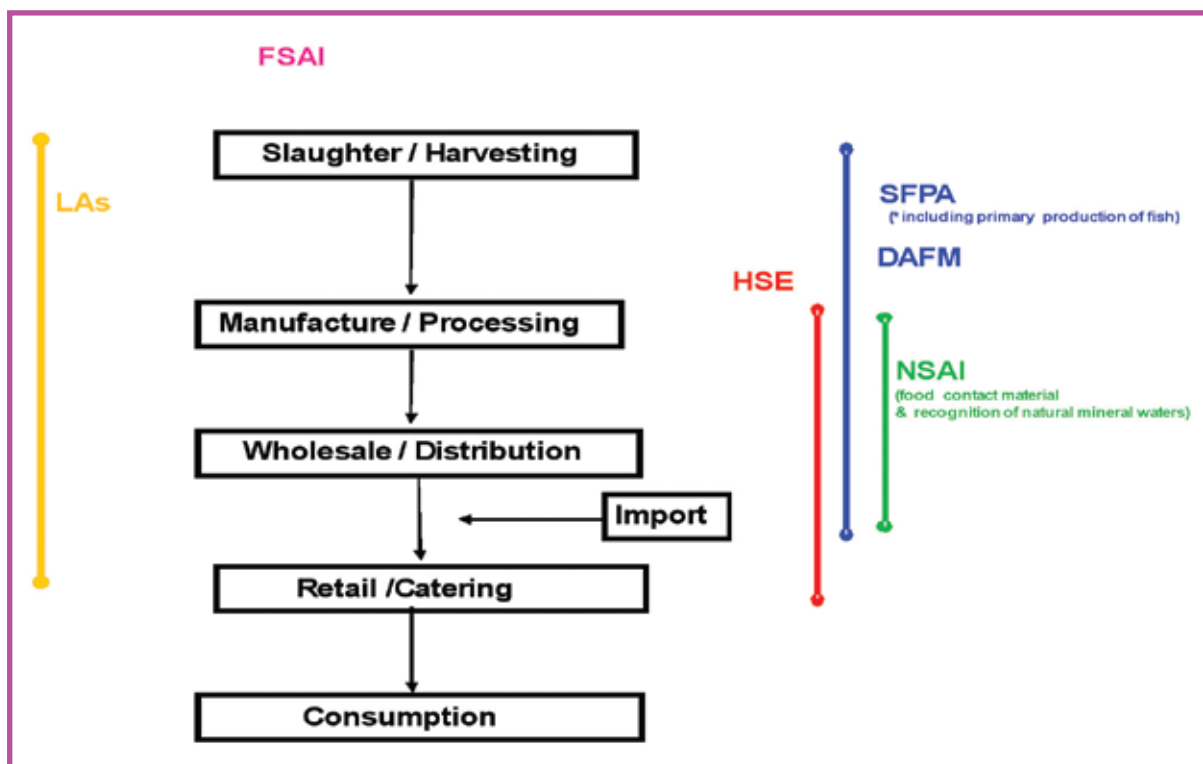 FSAI
Slaughter / Harvesting
LAs
SFPA
(* including primary production of fish)
DAFM
HSE
Manufacture / Processing
NSAI
(food contact material
& recognition of natural mineral waters)
Wholesale / Distribution
Import
Retail /Catering
Consumption